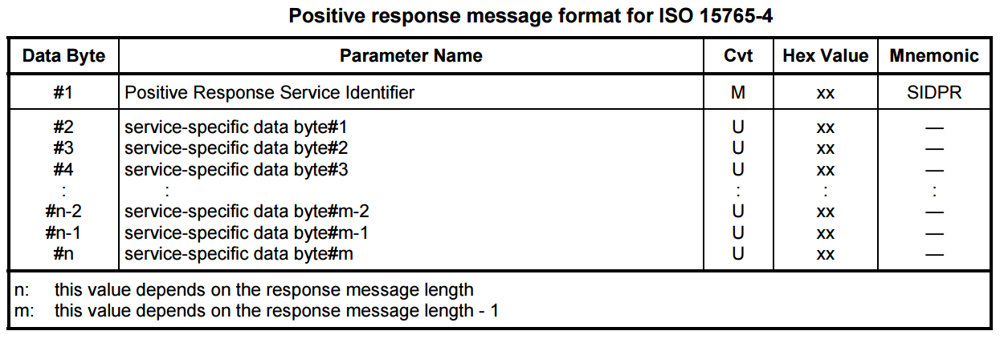 Positive response message format for ISO 15765-4
Data Byte Parameter Name Cvt Hex Value Mnemonic
#1 Positive Response Service Identifier M xx SIDPR
#2 service-specific data byte#1 U xx —
#3 service-specific data byte#2 U xx —
#4 service-specific data byte#3 U xx —
: : : : :
#n-2 service-specific data byte#m-2 U xx —
#n-1 service-specific data byte#m-1 U xx —
#n service-specific data byte#m U xx —
n: this value depends on the response message length
m: this value depends on the response message length - 1